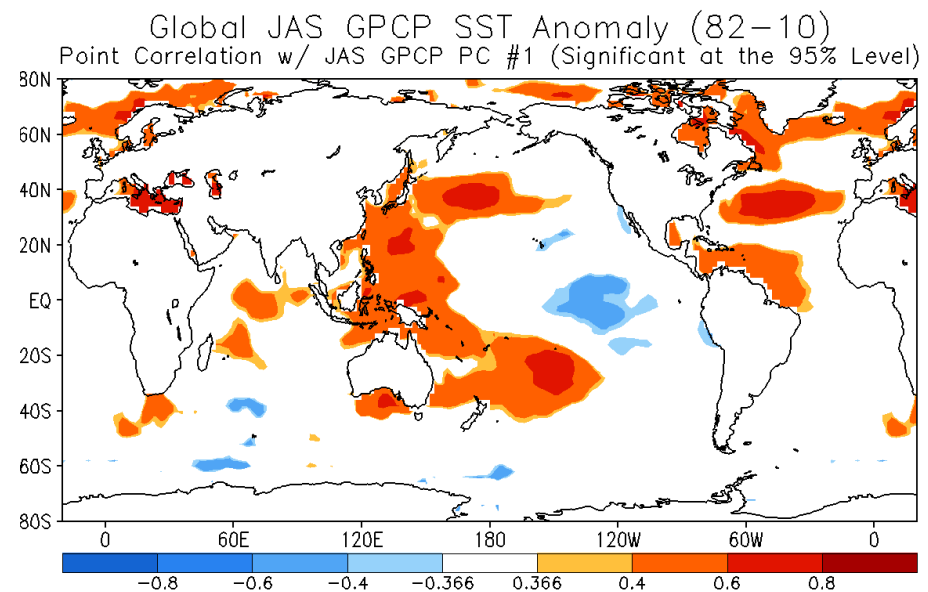 Global JAS GPCP SST Anomaly (82−10)
Point Correlation w/ JAS GPCP PC #1 (Significant at the 95% Level)
80N
60N
40N
20N
EQ
20S
40S
60S
80S
0 60E 120E 180 120W 60W 0
−0.8 −0.6 −0.4 −0.366 0.366 0.4 0.6 0.8